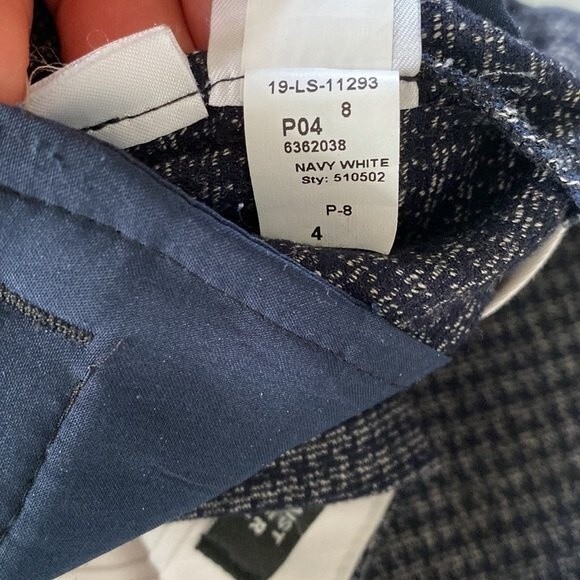 19-LS-11293
8
P04
6362038
NAVY WHITE
Sty: 510502
P-8
4